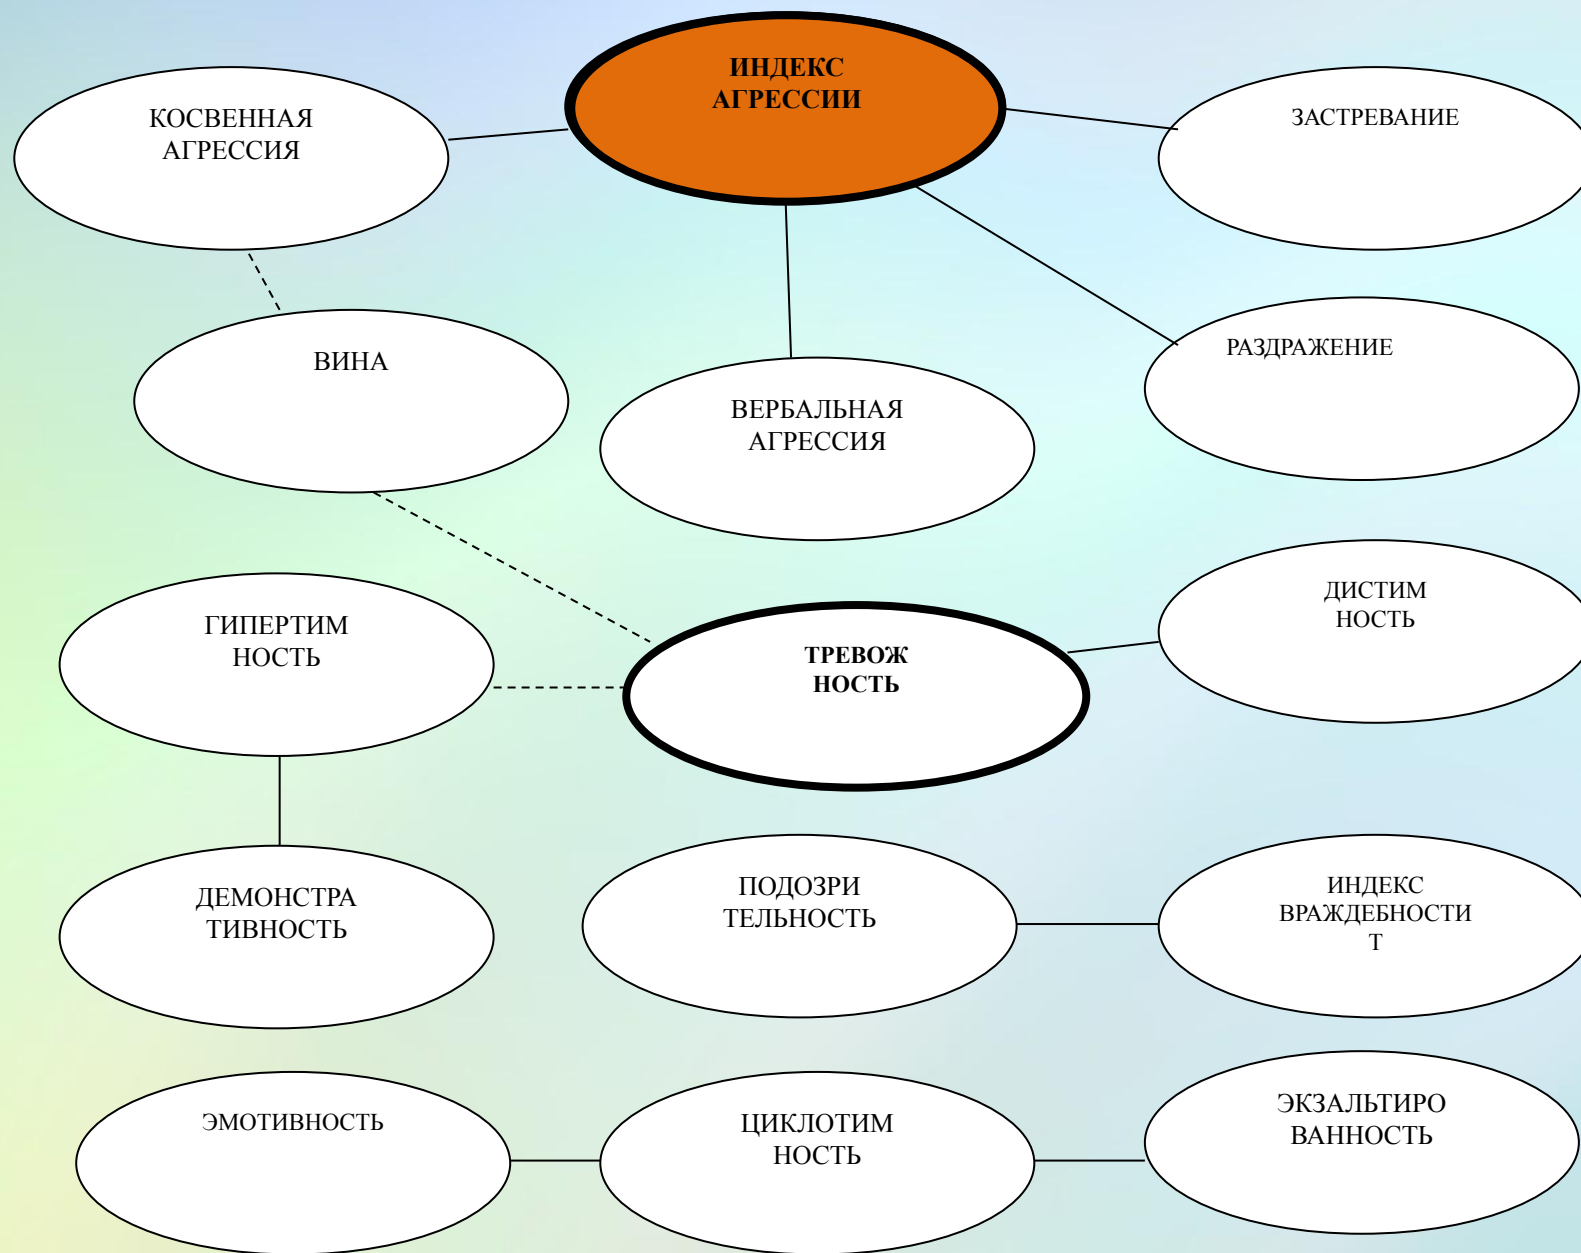 ИНДЕКС
АГРЕССИИ
КОСВЕННАЯ
АГРЕССИЯ
ЗАСТРЕВАНИЕ
ВИНА
ВЕРБАЛЬНАЯ
АГРЕССИЯ
РАЗДРАЖЕНИЕ
ГИПЕРТИМ
НОСТЬ
ТРЕВОЖ
НОСТЬ
ДИСТИМ
НОСТЬ
ДЕМОНСТРА
ТИВНОСТЬ
ПОДОЗРИ
ТЕЛЬНОСТЬ
ИНДЕКС
ВРАЖДЕБНОСТИ
Т
ЭМОТИВНОСТЬ
ЦИКЛОТИМ
НОСТЬ
ЭКЗАЛЬТИРО
ВАННОСТЬ